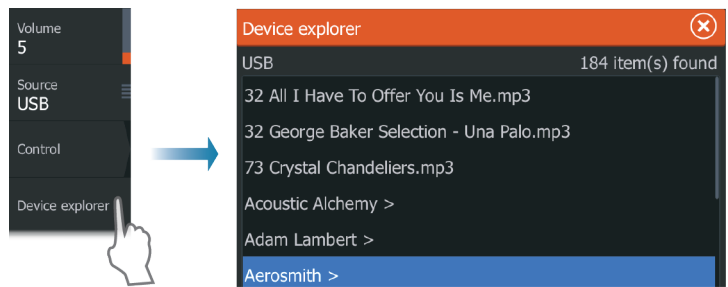 Volume
5
Source
USB
Control
Device explorer
Device explorer
USB 184 item(s) found
32 All I Have To Offer You Is Me.mp3
32 George Baker Selection - Una Palo.mp3
73 Crystal Chandeliers.mp3
Acoustic Alchemy >
Adam Lambert >
Aerosmith >